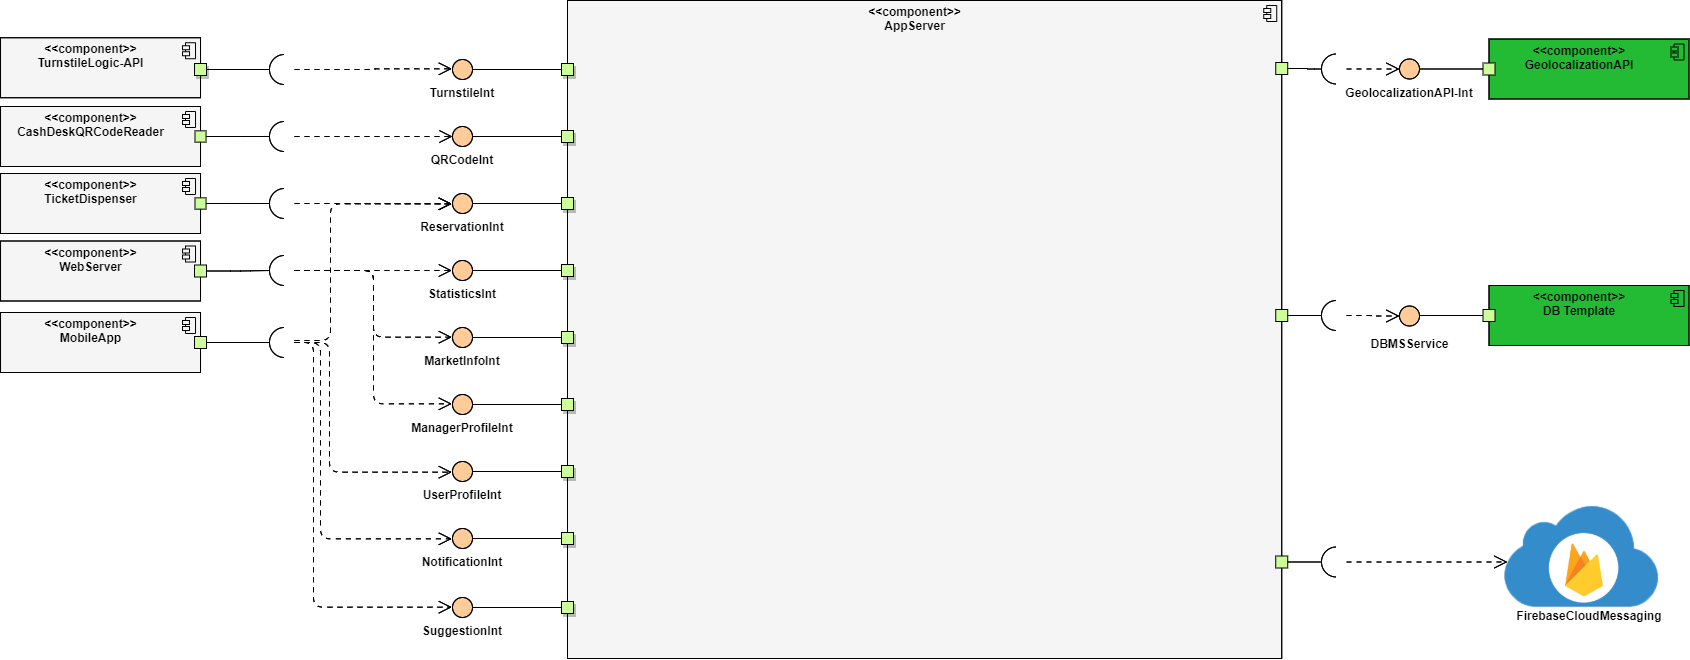 <<component>>
AppServer
<<component>>
TurnstileLogic-API
TurnstileInt
<<component>>
CashDeskQRCodeReader
QRCodeInt
<<component>>
TicketDispenser
ReservationInt
<<component>>
WebServer
StatisticsInt
<<component>>
MobileApp
MarketInfoInt
ManagerProfileInt
UserProfileInt
NotificationInt
SuggestionInt
<<component>>
GeolocalizationAPI
GeolocalizationAPI-Int
<<component>>
DB Template
DBMSService
FirebaseCloudMessaging